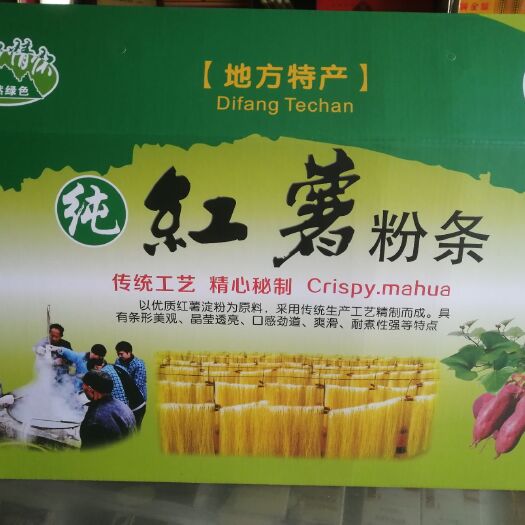 然绿色
【地方特产】
Difang Techan
纯 紅薯粉条
传统工艺 精心秘制 Crispy.mahua
以优质红薯淀粉为原料，采用传统生产工艺精制而成。具
有条形美观、晶莹透亮、口感劲道、爽滑、耐煮性强等特点